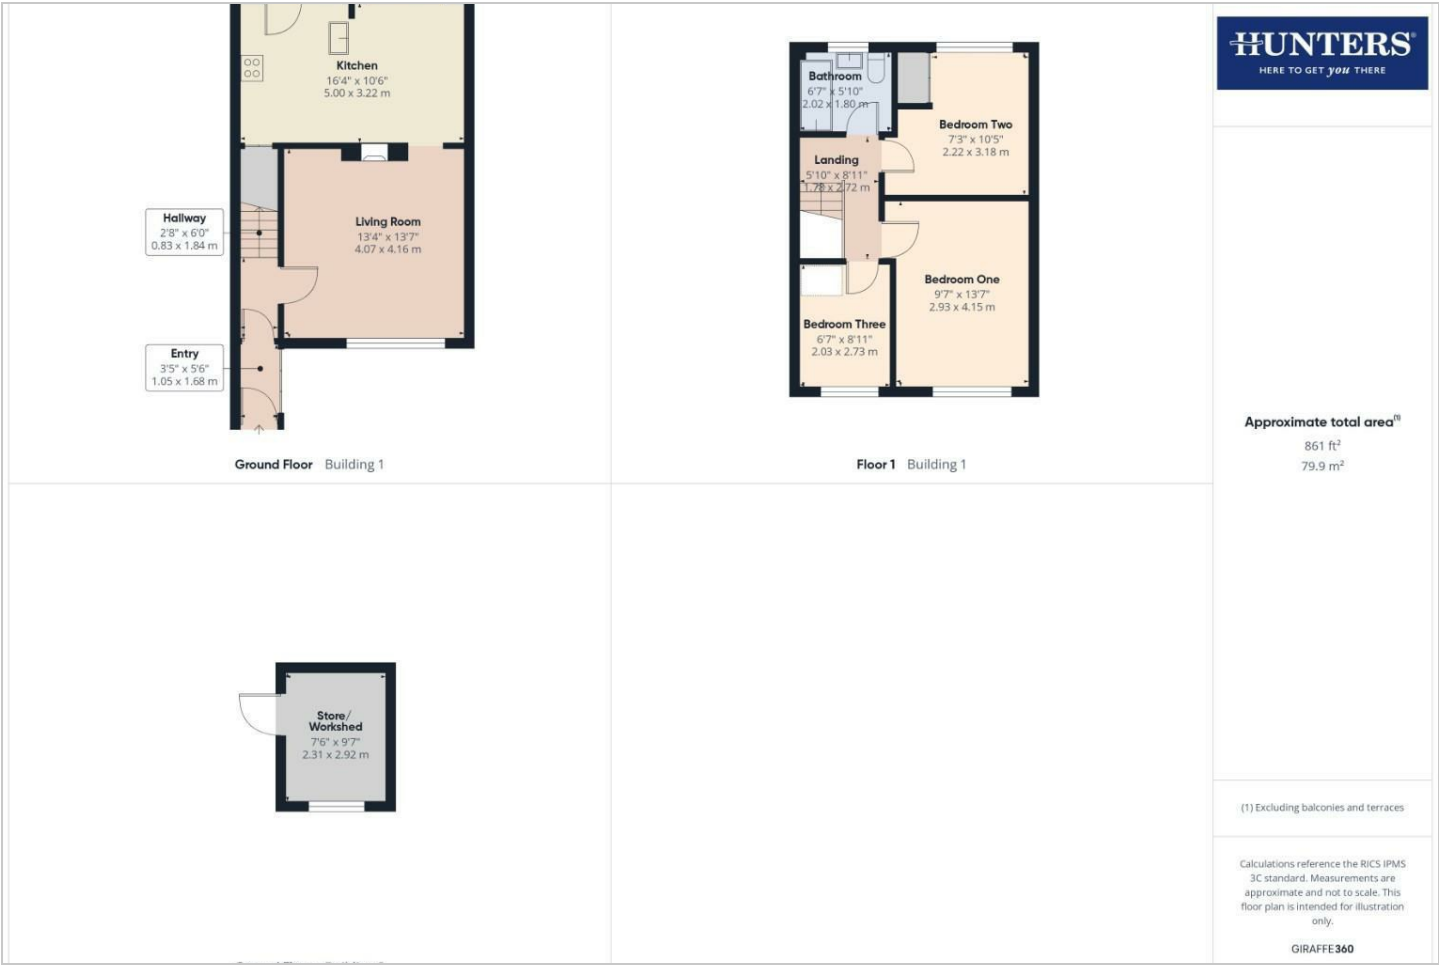 Kitchen
16'4" x 10'6"
5.00 x 3.22 m
Living Room
13'4" x 13'7"
4.07 x 4.16 m
Hallway
2'8" x 6'0"
0.83 x 1.84 m
Entry
3'5" x 5'6"
1.05 x 1.68 m
Ground Floor Building 1
Bathroom
6'7" x 5'10"
2.02 x 1.80 m
Bedroom Two
7'3" x 10'5"
2.22 x 3.18 m
Landing
5'10" x 8'11"
1.79 x 2.72 m
Bedroom One
9'7" x 13'7"
2.93 x 4.15 m
Bedroom Three
6'7" x 8'11"
2.03 x 2.73 m
Floor 1 Building 1
Store/
Workshed
7'6" x 9'7"
2.31 x 2.92 m
HUNTERS®
HERE TO GET you THERE
Approximate total area(1)
861 ft²
79.9 m²
(1) Excluding balconies and terraces
Calculations reference the RICS IPMS
3C standard. Measurements are
approximate and not to scale. This
floor plan is intended for illustration
only.
GIRAFFE360